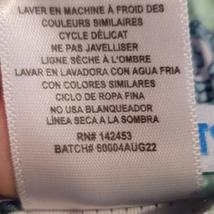 LAVER EN MACHINE À FROID DES
COULEURS SIMILAIRES
CYCLE DÉLICAT
NE PAS JAVELLISER
LIGNE SÈCHE À L'OMBRE
LAVAR EN LAVADORA CON AGUA FRIA
CON COLORES SIMILARES
CICLO DE ROPA FINA
NO USA BLANQUEADOR
LÍNEA SECA A LA SOMBRA
RN# 142453
BATCH# 60004AUG22